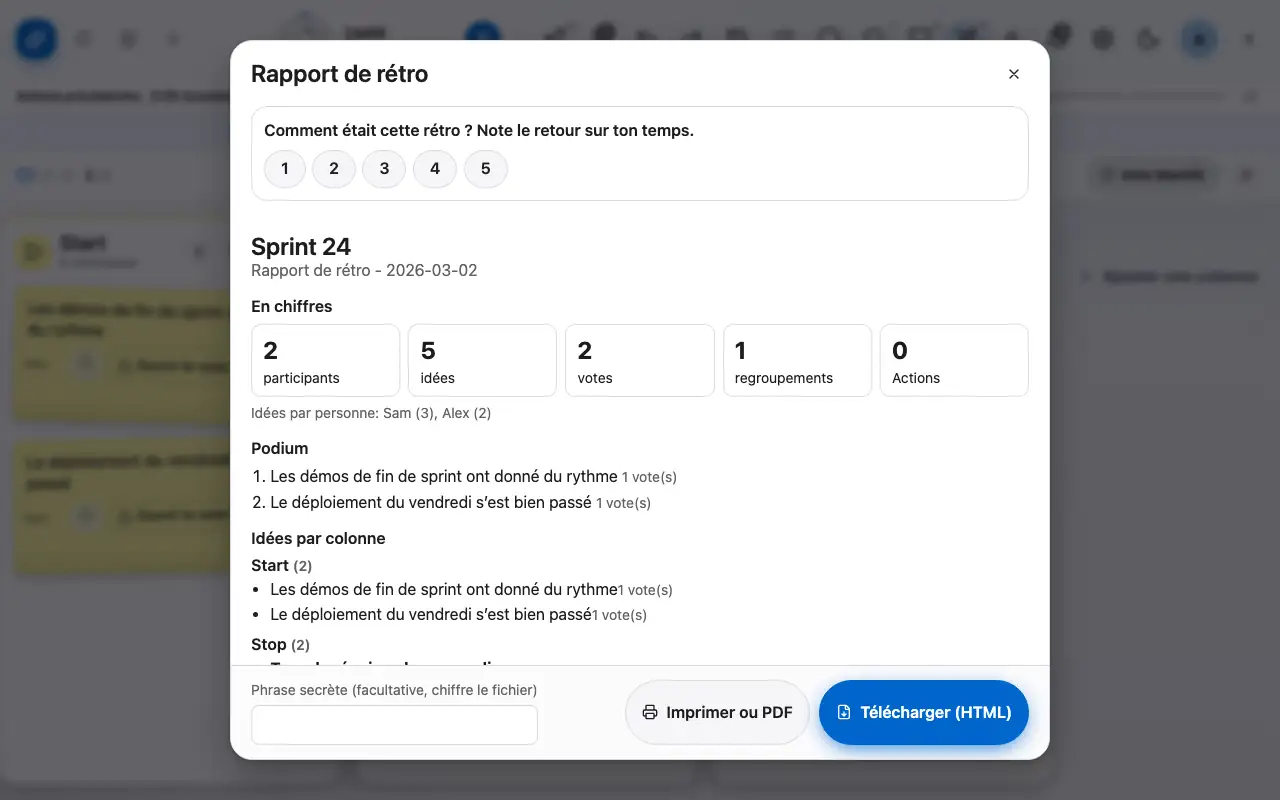 Rapport de rétro
Comment était cette rétro ? Note le retour sur ton temps.
1 2 3 4 5
Sprint 24
Rapport de rétro - 2026-03-02
En chiffres
2 5 2 1 0
participants idées votes regroupements Actions
Idées par personne: Sam (3), Alex (2)
Podium
1. Les démos de fin de sprint ont donné du rythme 1 vote(s)
2. Le déploiement du vendredi s’est bien passé 1 vote(s)
Idées par colonne
Start (2)
• Les démos de fin de sprint ont donné du rythme1 vote(s)
• Le déploiement du vendredi s’est bien passé1 vote(s)
Stop (2)
Phrase secrète (facultative, chiffre le fichier)
Imprimer ou PDF
Télécharger (HTML)
Start